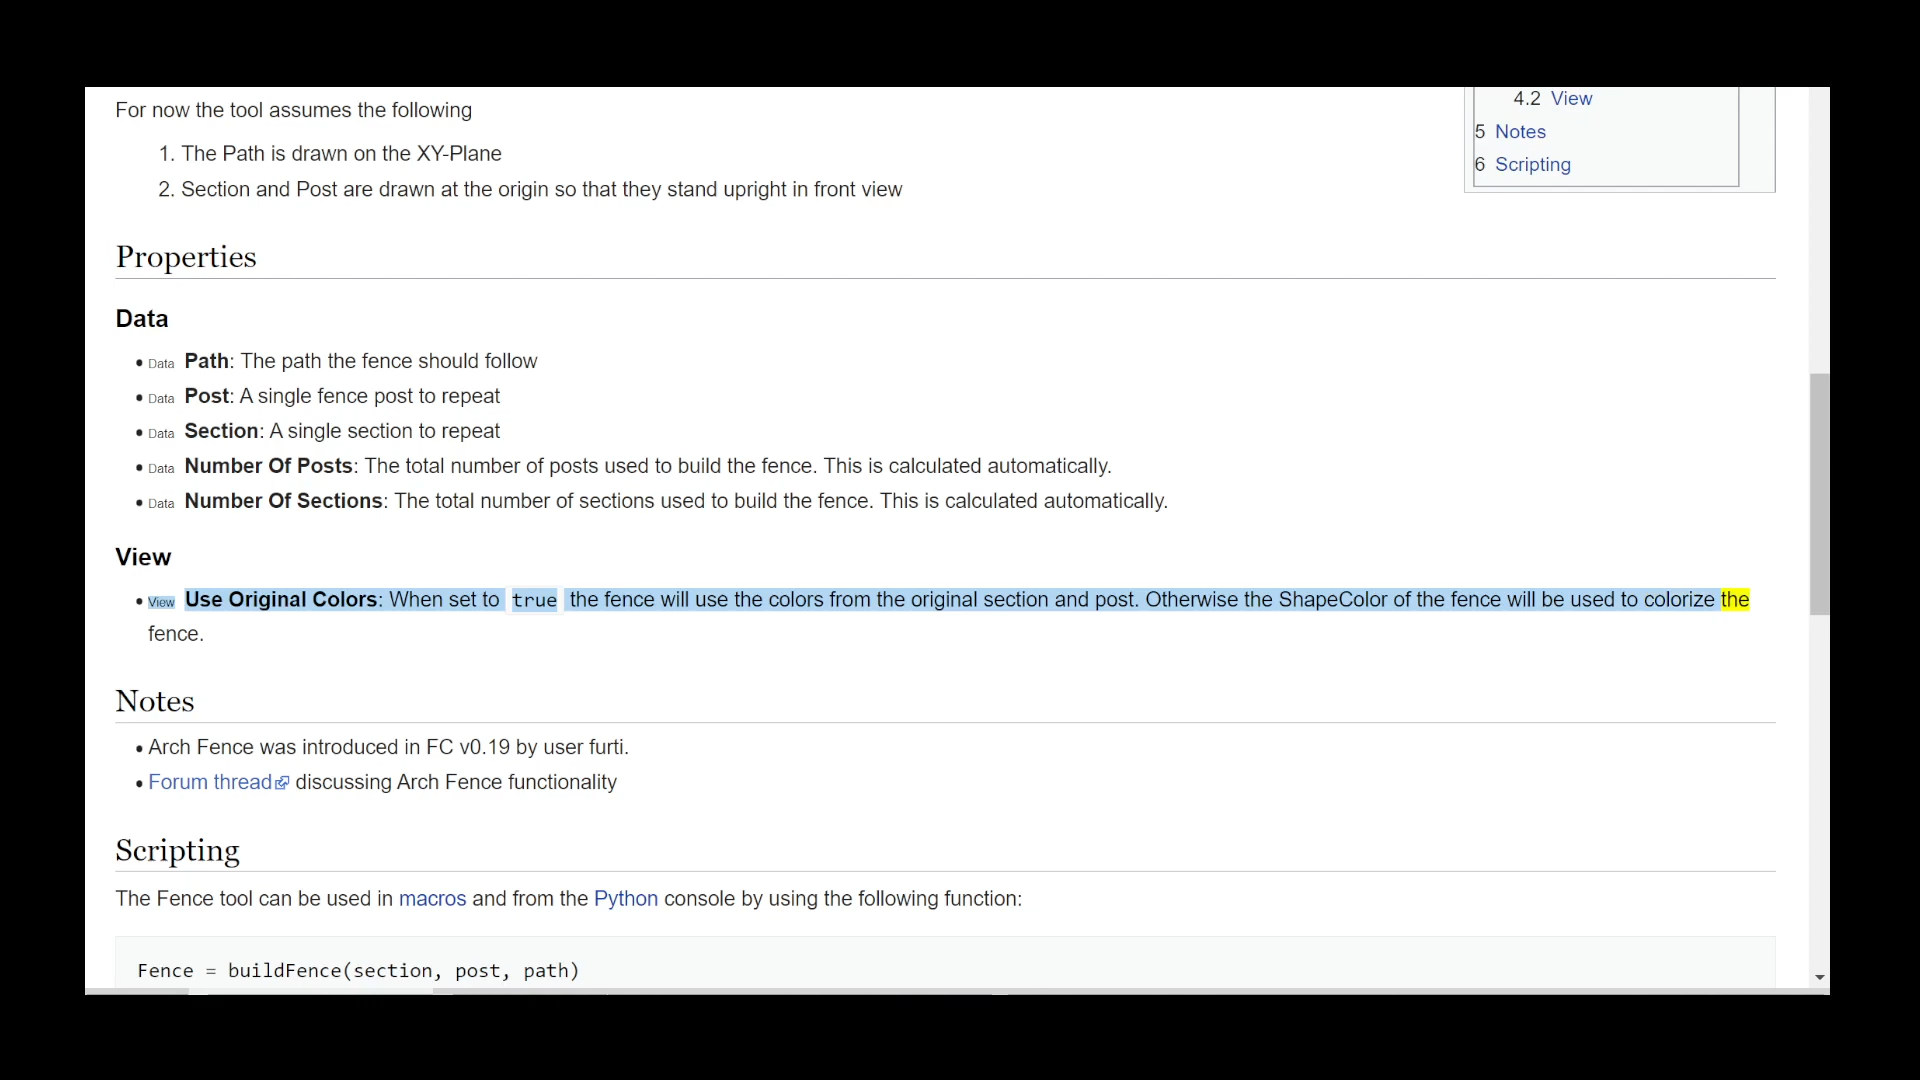 For now the tool assumes the following
1. The Path is drawn on the XY-Plane
2. Section and Post are drawn at the origin so that they stand upright in front view
4.2 View
5 Notes
6 Scripting
Properties
Data
• Data Path: The path the fence should follow
• Data Post: A single fence post to repeat
• Data Section: A single section to repeat
• Data Number Of Posts: The total number of posts used to build the fence. This is calculated automatically.
• Data Number Of Sections: The total number of sections used to build the fence. This is calculated automatically.
View
• View Use Original Colors: When set to true the fence will use the colors from the original section and post. Otherwise the ShapeColor of the fence will be used to colorize the
fence.
Notes
• Arch Fence was introduced in FC v0.19 by user furti.
• Forum thread discussing Arch Fence functionality
Scripting
The Fence tool can be used in macros and from the Python console by using the following function:
Fence = buildFence(section, post, path)